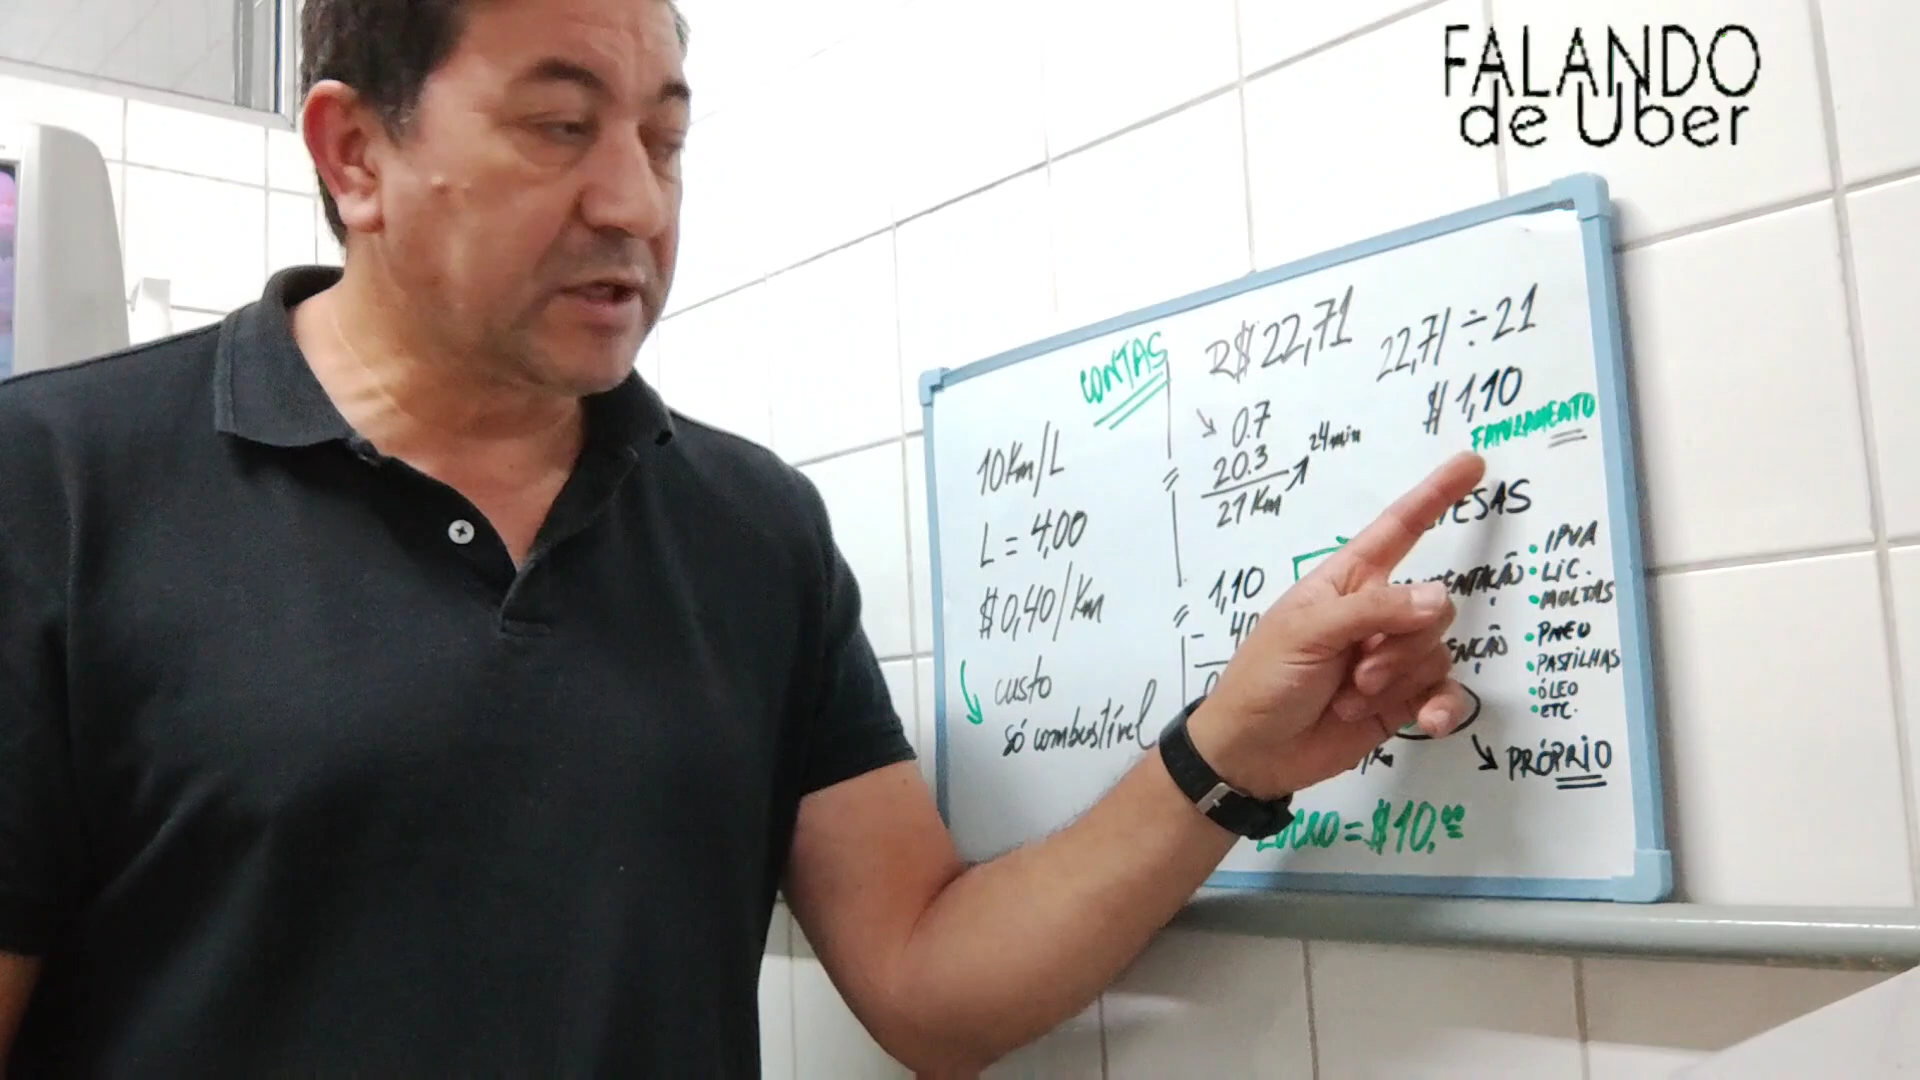 FALANDO
de Uber
CONTAS
10Km/L
L = 4,00
$ 0,40/Km
custo
só combustível
R$ 22,71
0.7
20.3
24min
21 Km
1,10
- 40
22,71 ÷ 21
$ 1,10
FATURAMENTO
• IPVA
• LIC.
• MULTAS
• PNEU
• PASTILHAS
• ÓLEO
• ETC.
PRÓPRIO
LUCRO = $ 10.00